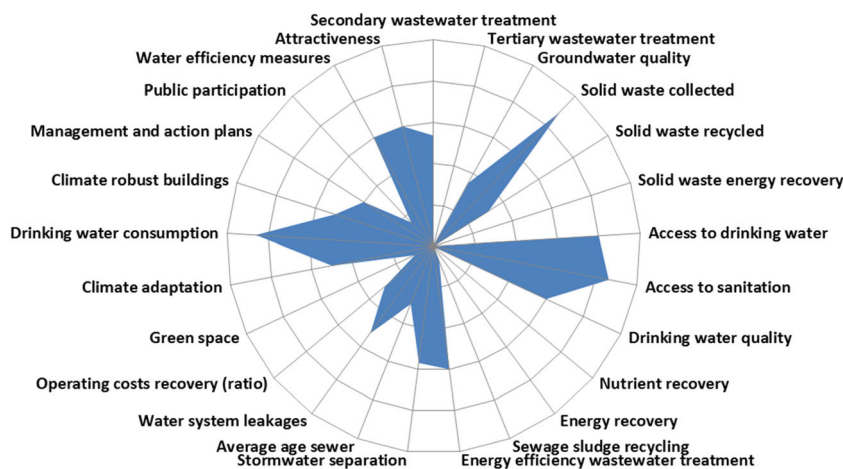 Secondary wastewater treatment
Tertiary wastewater treatment
Groundwater quality
Solid waste collected
Solid waste recycled
Solid waste energy recovery
Access to drinking water
Access to sanitation
Drinking water quality
Nutrient recovery
Energy recovery
Sewage sludge recycling
Energy efficiency wastewater treatment
Stormwater separation
Average age sewer
Water system leakages
Operating costs recovery (ratio)
Green space
Climate adaptation
Drinking water consumption
Climate robust buildings
Management and action plans
Public participation
Water efficiency measures
Attractiveness